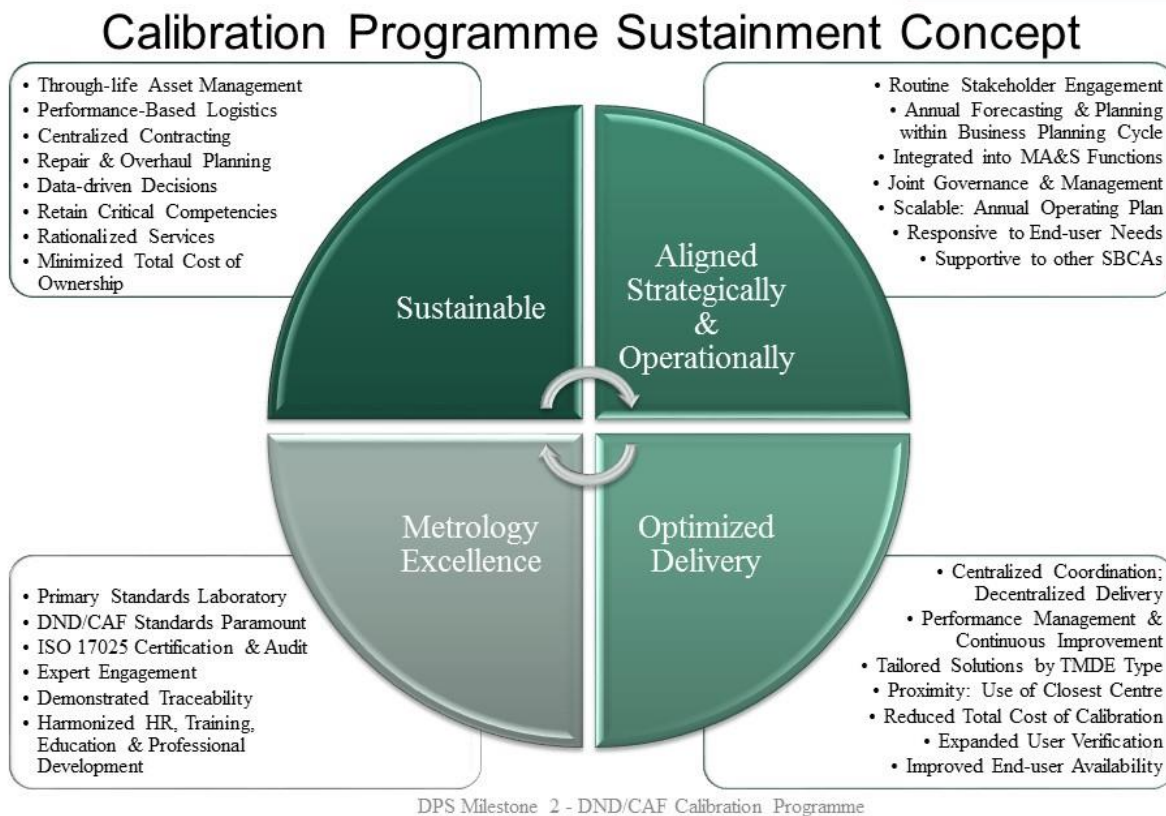 Calibration Programme Sustainment Concept
• Through-life Asset Management
• Performance-Based Logistics
• Centralized Contracting
• Repair & Overhaul Planning
• Data-driven Decisions
• Retain Critical Competencies
• Rationalized Services
• Minimized Total Cost of
Ownership
• Routine Stakeholder Engagement
• Annual Forecasting & Planning
within Business Planning Cycle
• Integrated into MA&S Functions
• Joint Governance & Management
• Scalable: Annual Operating Plan
• Responsive to End-user Needs
• Supportive to other SBCAs
Sustainable
Aligned
Strategically
&
Operationally
Metrology
Excellence
Optimized
Delivery
• Primary Standards Laboratory
• DND/CAF Standards Paramount
• ISO 17025 Certification & Audit
• Expert Engagement
• Demonstrated Traceability
• Harmonized HR, Training,
Education & Professional
Development
• Centralized Coordination;
Decentralized Delivery
• Performance Management &
Continuous Improvement
• Tailored Solutions by TMDE Type
• Proximity: Use of Closest Centre
• Reduced Total Cost of Calibration
• Expanded User Verification
• Improved End-user Availability
DPS Milestone 2 - DND/CAF Calibration Programme